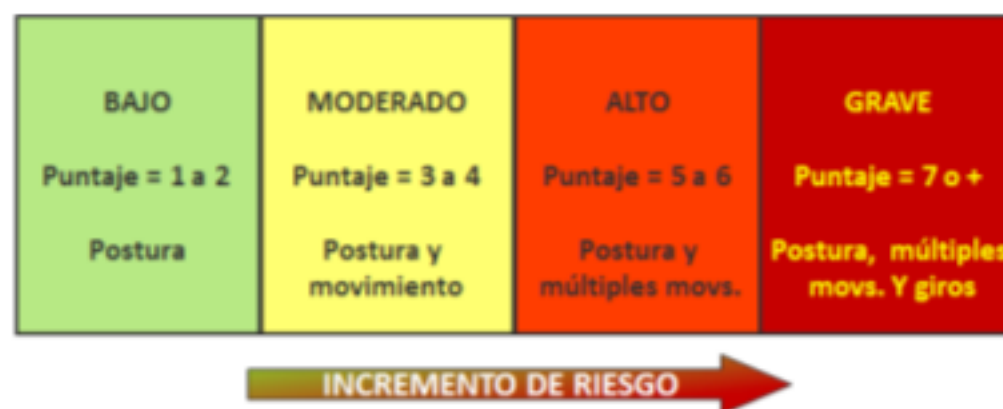 BAJO
Puntaje = 1 a 2
Postura
MODERADO
Puntaje = 3 a 4
Postura y
movimiento
ALTO
Puntaje = 5 a 6
Postura y
múltiples movs.
GRAVE
Puntaje = 7 o +
Postura, múltiples
movs. Y giros
INCREMENTO DE RIESGO